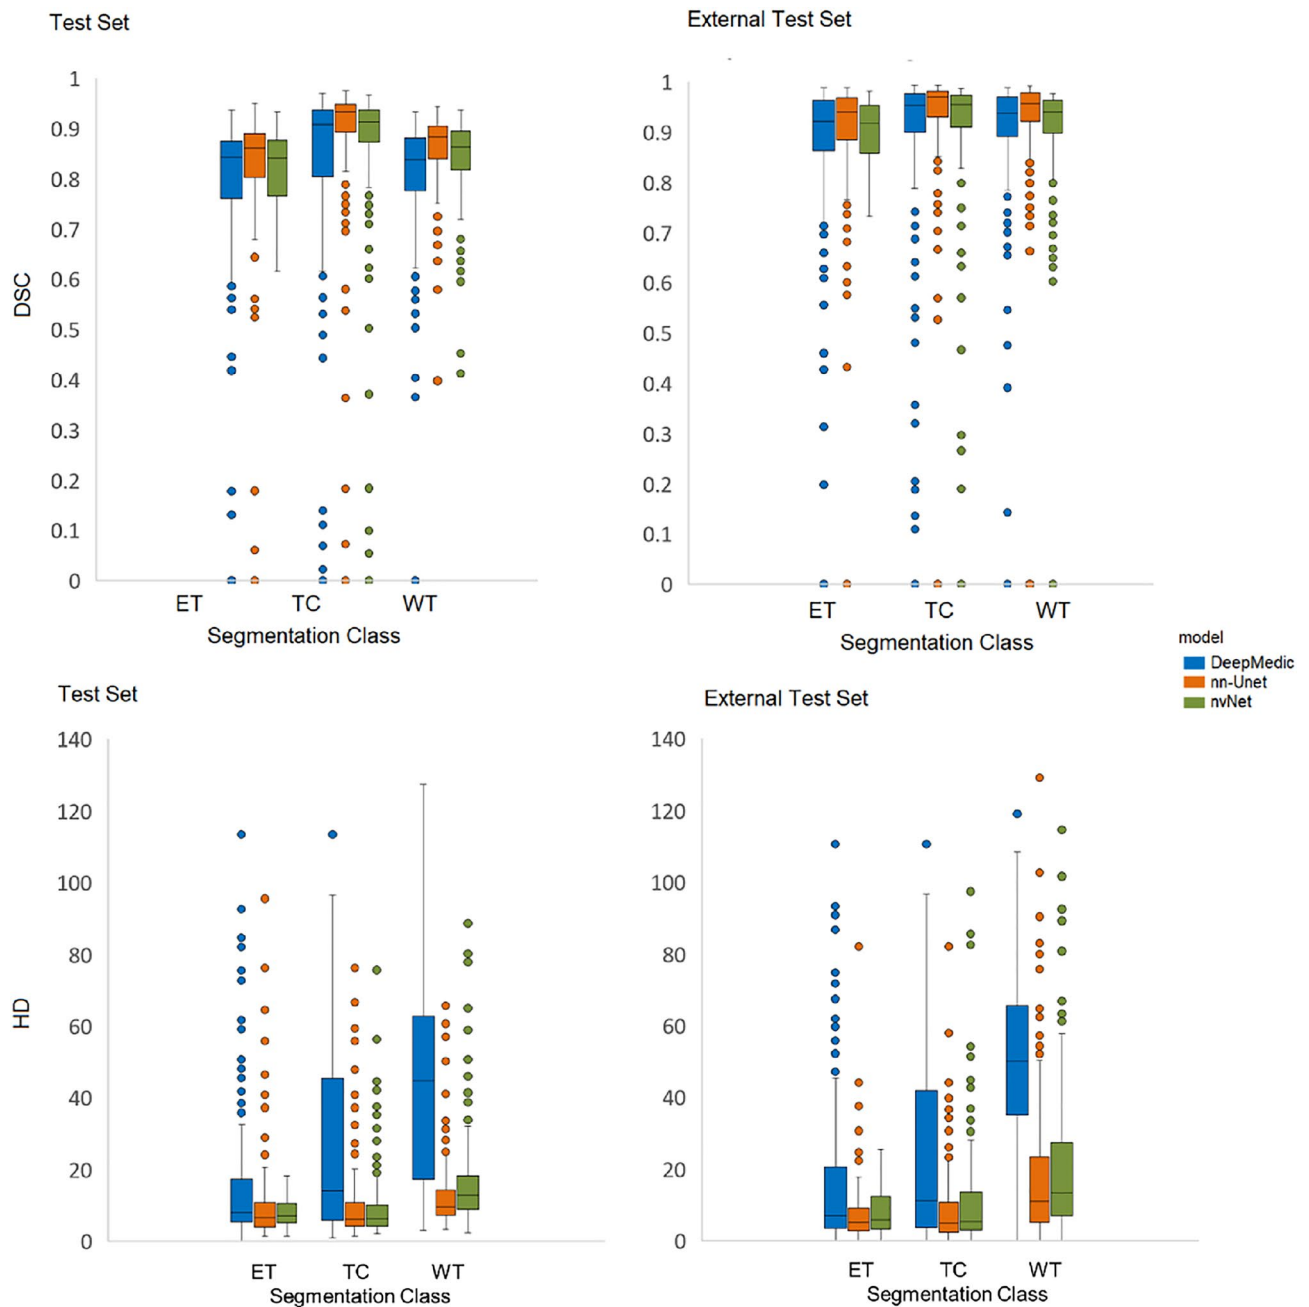 Test Set
External Test Set
1
0.9
0.8
0.7
0.6
0.5
0.4
0.3
0.2
0.1
0
DSC
ET TC WT
Segmentation Class
1
0.9
0.8
0.7
0.6
0.5
0.4
0.3
0.2
0.1
0
ET TC WT
Segmentation Class
model
DeepMedic
nn-Unet
nvNet
Test Set
External Test Set
140
120
100
80
60
40
20
0
HD
ET TC WT
Segmentation Class
140
120
100
80
60
40
20
0
ET TC WT
Segmentation Class